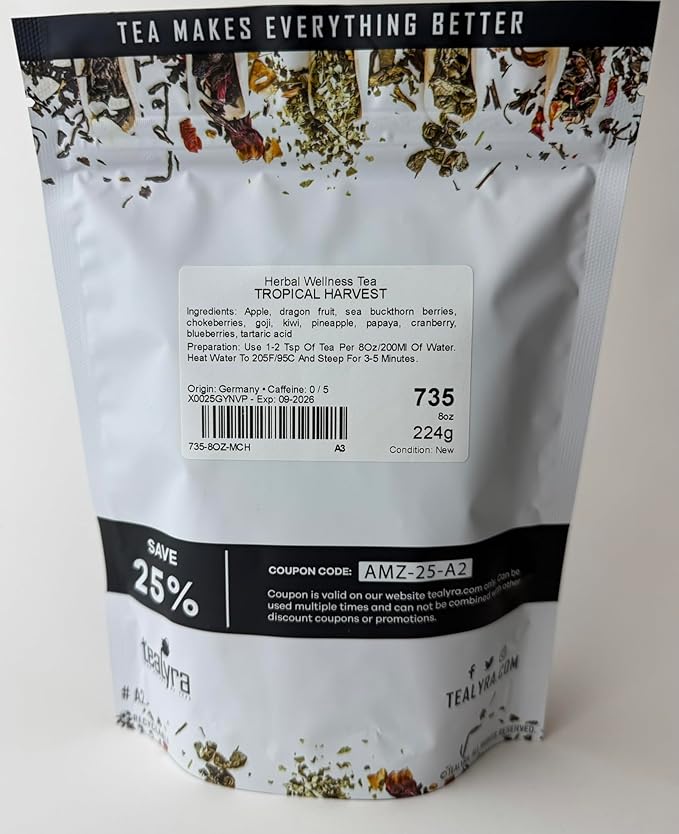 TEA MAKES EVERYTHING BETTER
Herbal Wellness Tea
TROPICAL HARVEST
Ingredients: Apple, dragon fruit, sea buckthorn berries,
chokeberries, goji, kiwi, pineapple, papaya, cranberry,
blueberries, tartaric acid
Preparation: Use 1-2 Tsp Of Tea Per 8Oz/200Ml Of Water.
Heat Water To 205F/95C And Steep For 3-5 Minutes.
Origin: Germany • Caffeine: 0 / 5
X0025GYNVP - Exp: 09-2026
735
8oz
224g
735-8OZ-MCH
A3
Condition: New
SAVE
25%
COUPON CODE: AMZ-25-A2
Coupon is valid on our website tealyra.com only. Can be
used multiple times and can not be combined with other
discount coupons or promotions.
tealyra
# A2
TEALYRA.COM
©TEALYRA. ALL RIGHTS RESERVED.